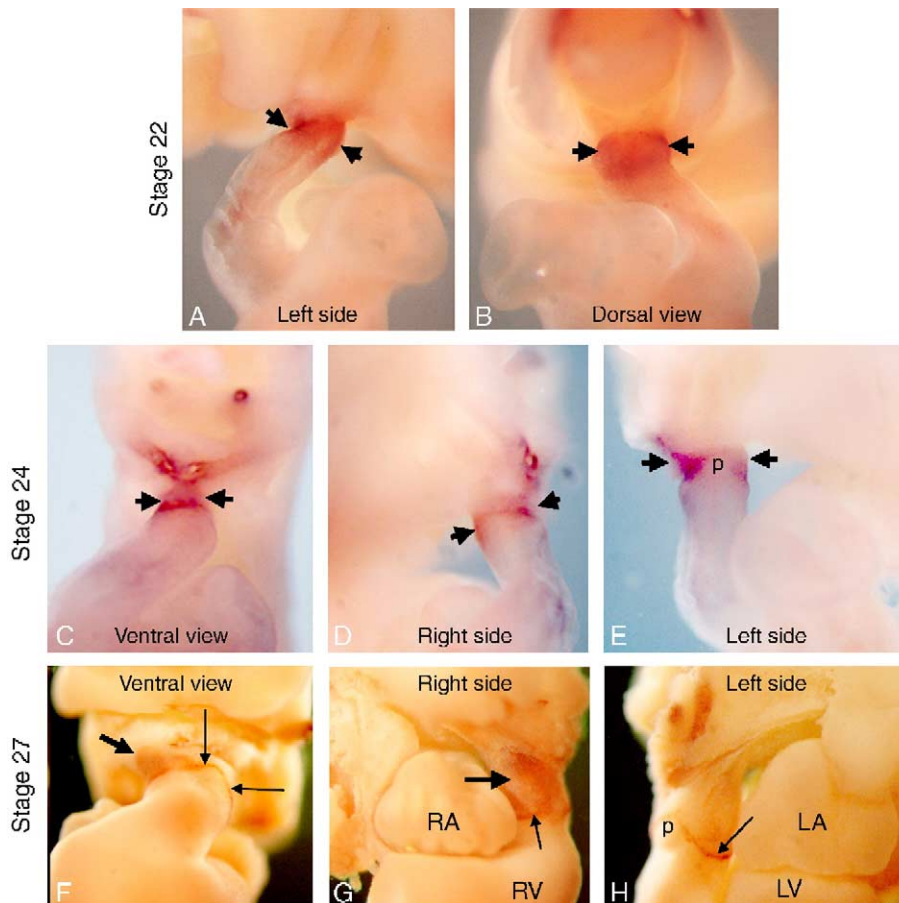 Stage 22
A
Left side
B
Dorsal view
Stage 24
C
Ventral view
D
Right side
E
p
Left side
Stage 27
Ventral view
F
Right side
RA
G
RV
Left side
p
LA
H
LV